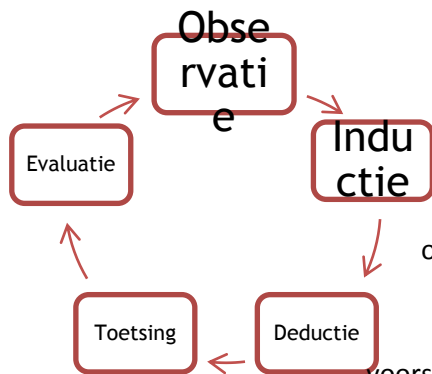 Obse
rvati
e
Indu
ctie
Evaluatie
Toetsing
Deductie